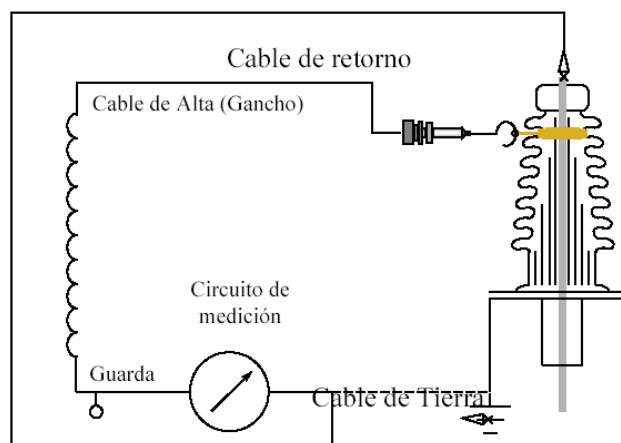 Cable de retorno
Cable de Alta (Gancho)
Circuito de
medición
Guarda
Cable de Tierra